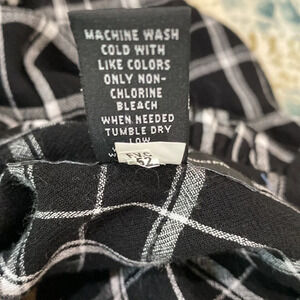 MACHINE WASH
COLD WITH
LIKE COLORS
ONLY NON-
CHLORINE
BLEACH
WHEN NEEDED
TUMBLE DRY
LOW